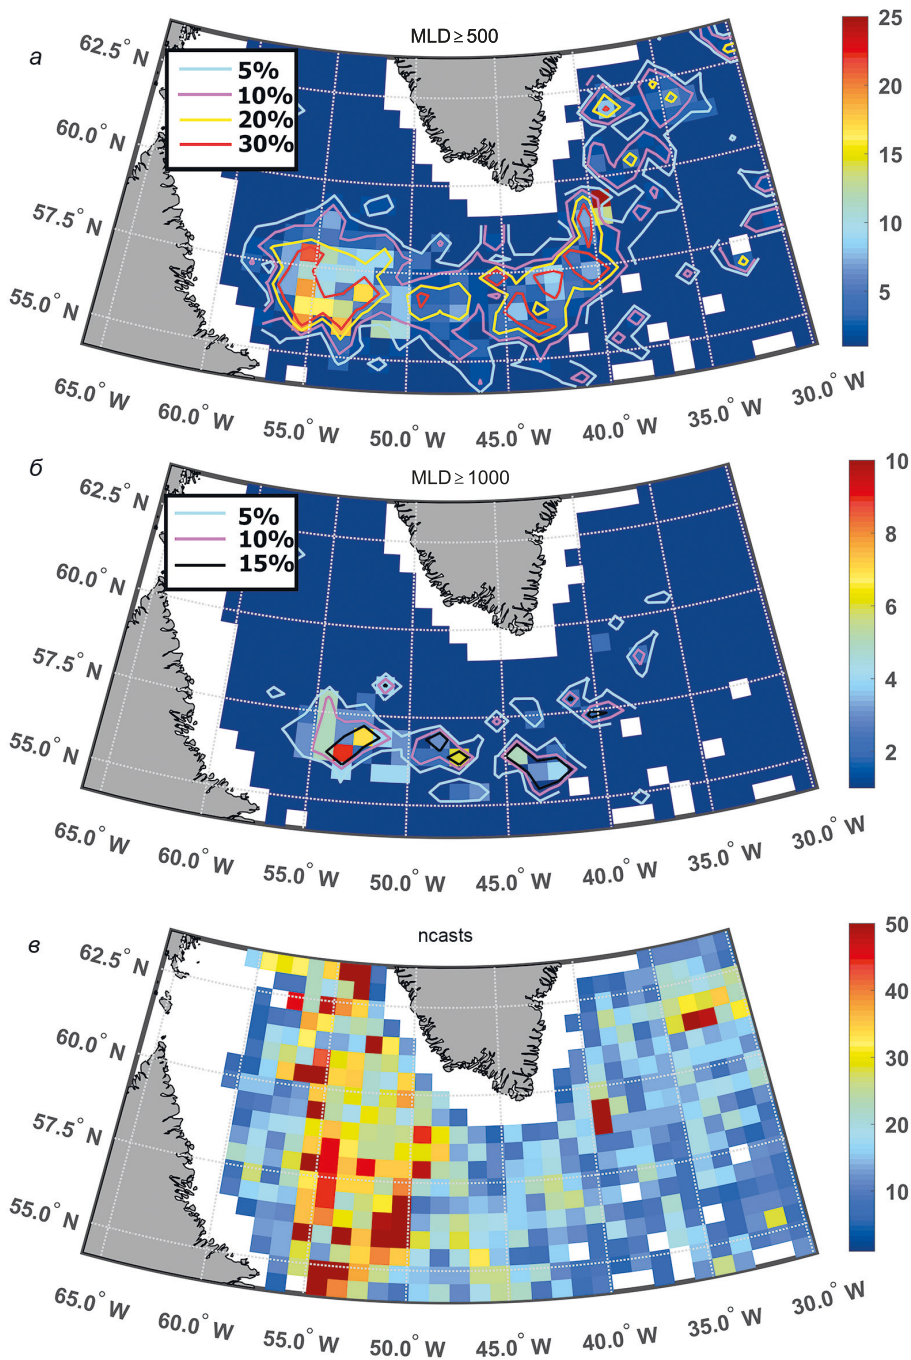 MLD ≥ 500
а
5%
10%
20%
30%
62.5° N
60.0° N
57.5° N
55.0° N
65.0° W
60.0° W
55.0° W
50.0° W
45.0° W
40.0° W
35.0° W
30.0° W
25
20
15
10
5
MLD ≥ 1000
б
5%
10%
15%
62.5° N
60.0° N
57.5° N
55.0° N
65.0° W
60.0° W
55.0° W
50.0° W
45.0° W
40.0° W
35.0° W
30.0° W
10
8
6
4
2
ncasts
в
62.5° N
60.0° N
57.5° N
55.0° N
65.0° W
60.0° W
55.0° W
50.0° W
45.0° W
40.0° W
35.0° W
30.0° W
50
40
30
20
10